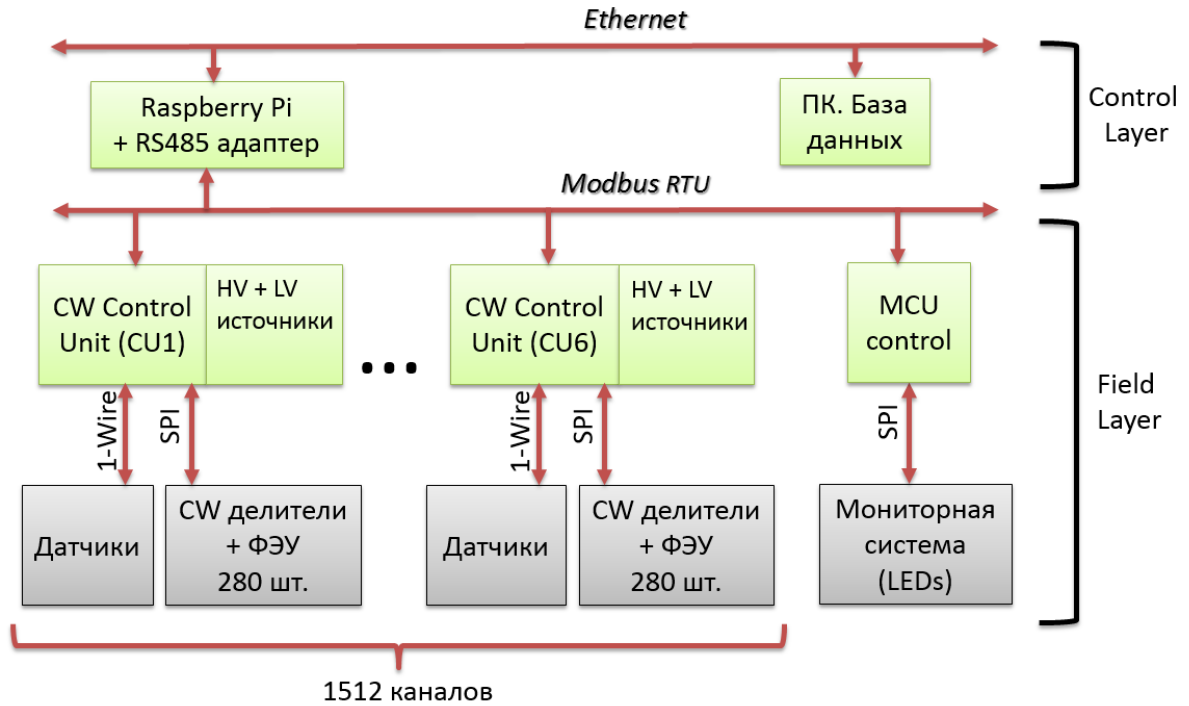 Ethernet
Raspberry Pi
+ RS485 адаптер
ПК. База
данных
Control
Layer
Modbus RTU
CW Control
Unit (CU1)
HV + LV
источники
...
CW Control
Unit (CU6)
HV + LV
источники
MCU
control
Field
Layer
1-Wire
SPI
1-Wire
SPI
SPI
Датчики
CW делители
+ ФЭУ
280 шт.
Датчики
CW делители
+ ФЭУ
280 шт.
Мониторная
система
(LEDs)
1512 каналов